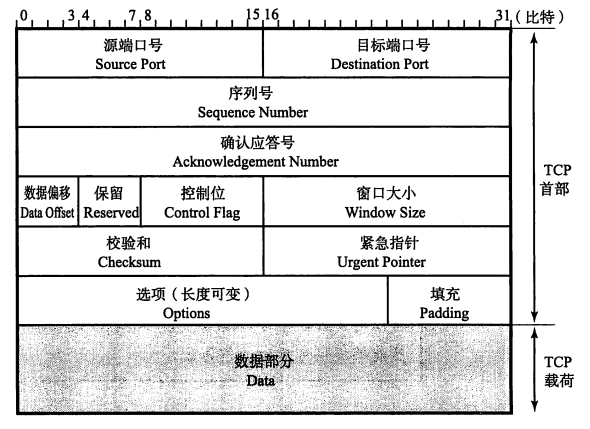 0 3 4 7 8 15 16 31 (比特)
源端口号
Source Port
目标端口号
Destination Port
序列号
Sequence Number
确认应答号
Acknowledgement Number
数据偏移
Data Offset
保留
Reserved
控制位
Control Flag
窗口大小
Window Size
校验和
Checksum
紧急指针
Urgent Pointer
选项(长度可变)
Options
填充
Padding
TCP
首部
数据部分
Data
TCP
载荷